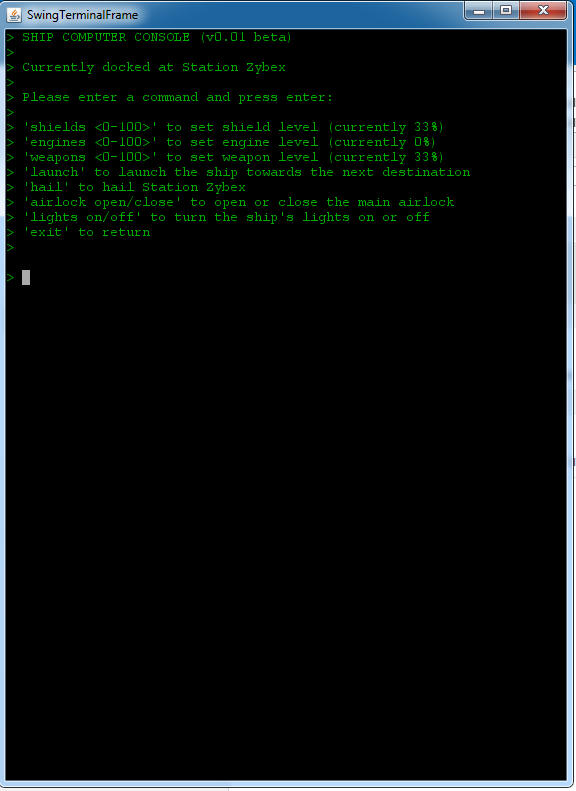 SwingTerminalFrame
> SHIP COMPUTER CONSOLE (v0.01 beta)
>
> Currently docked at Station Zybex
>
> Please enter a command and press enter:
>
> 'shields <0-100>' to set shield level (currently 33%)
> 'engines <0-100>' to set engine level (currently 0%)
> 'weapons <0-100>' to set weapon level (currently 33%)
> 'launch' to launch the ship towards the next destination
> 'hail' to hail Station Zybex
> 'airlock open/close' to open or close the main airlock
> 'lights on/off' to turn the ship's lights on or off
> 'exit' to return
>
>